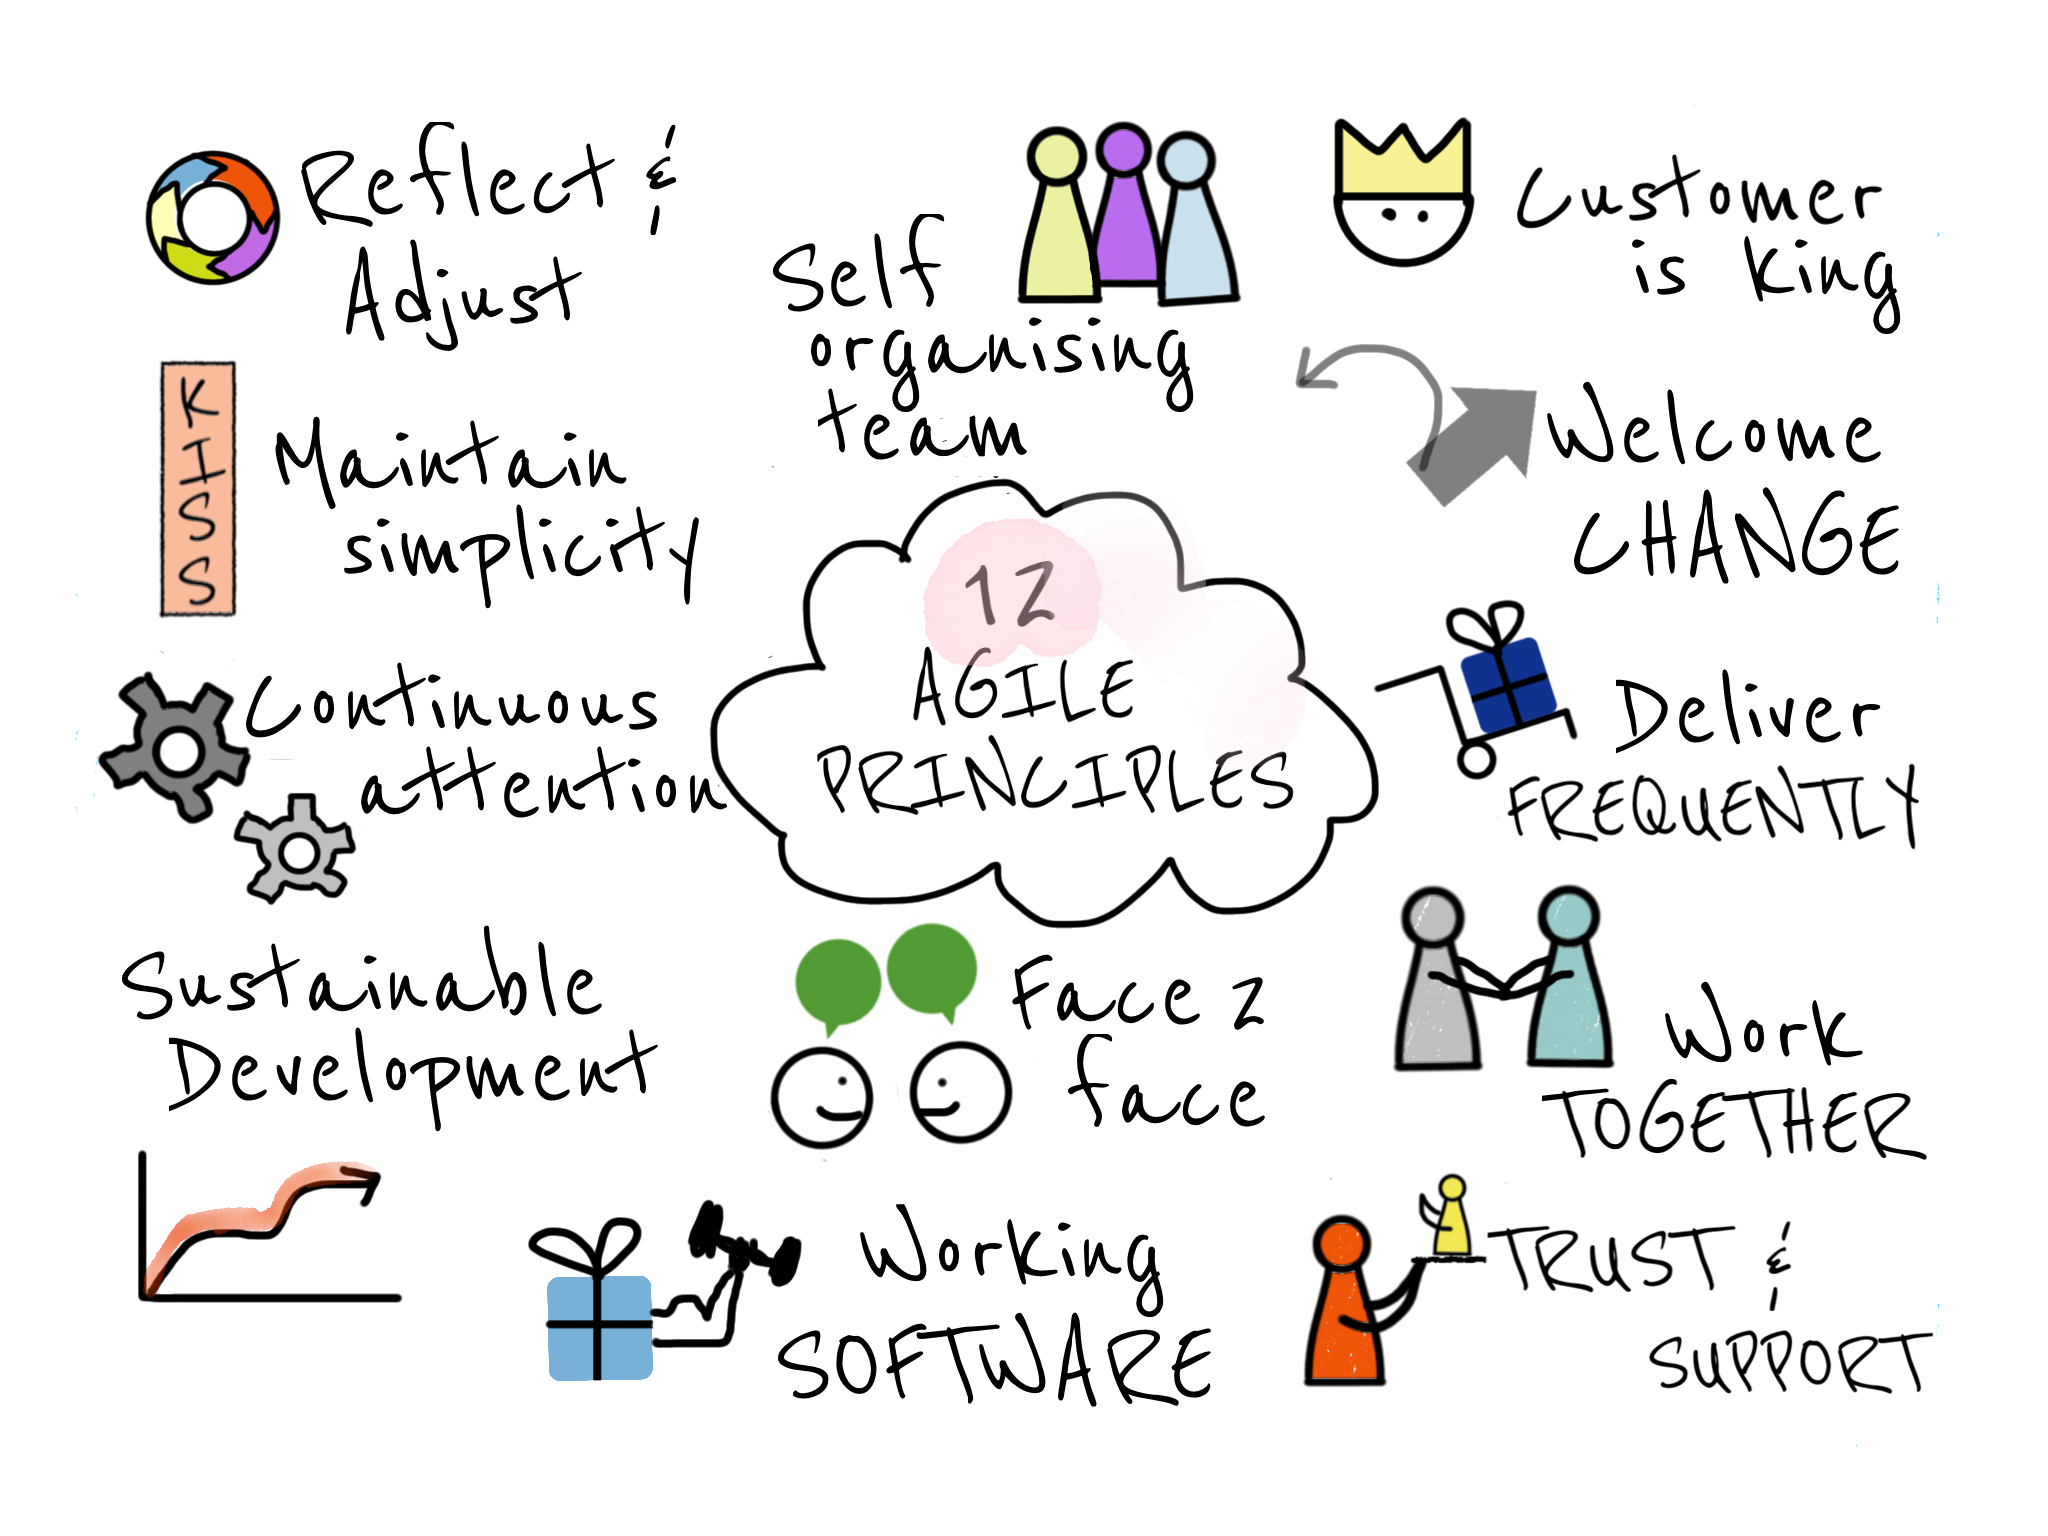 Reflect &
Adjust
Self
organising
team
Customer
is king
K
I
S
S
Maintain
simplicity
Welcome
CHANGE
12
AGILE
PRINCIPLES
Continuous
attention
Deliver
FREQUENTLY
Sustainable
Development
Face 2
face
Work
TOGETHER
Working
SOFTWARE
TRUST &
SUPPORT